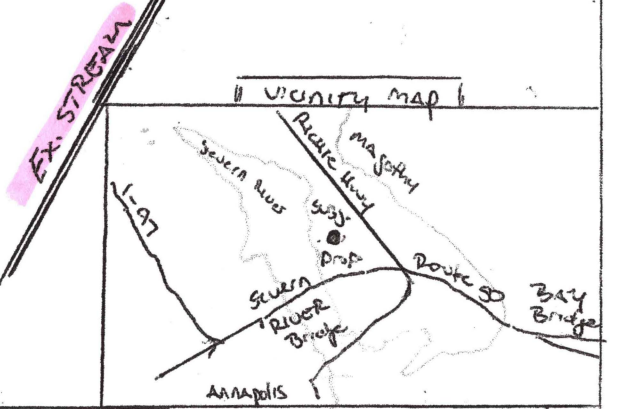 EX. STREAM
VICINITY MAP
Ritchie Hwy
Magothy
Severn River
I-97
Subj.
Prop.
Severn
RIVER
Bridge
Route 50
BAY
Bridge
ANNAPOLIS